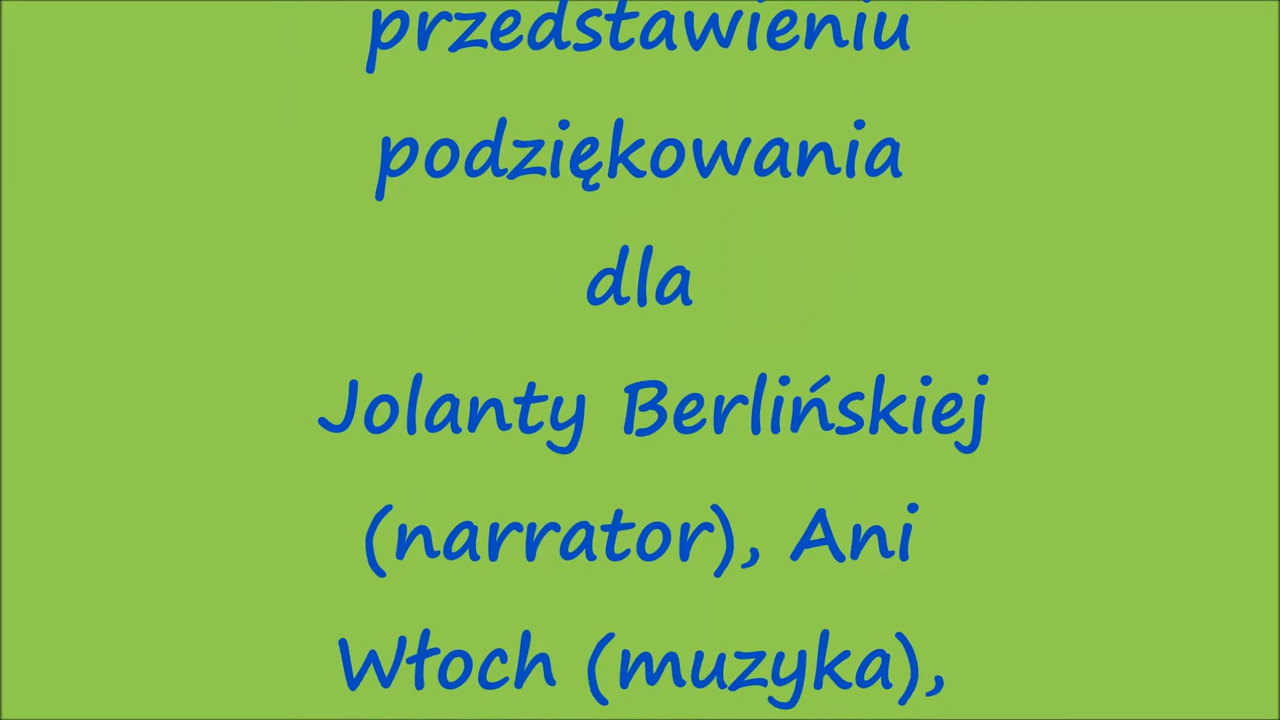 przedstawieniu
podziękowania
dla
Jolanty Berlińskiej
(narrator), Ani
Włoch (muzyka),